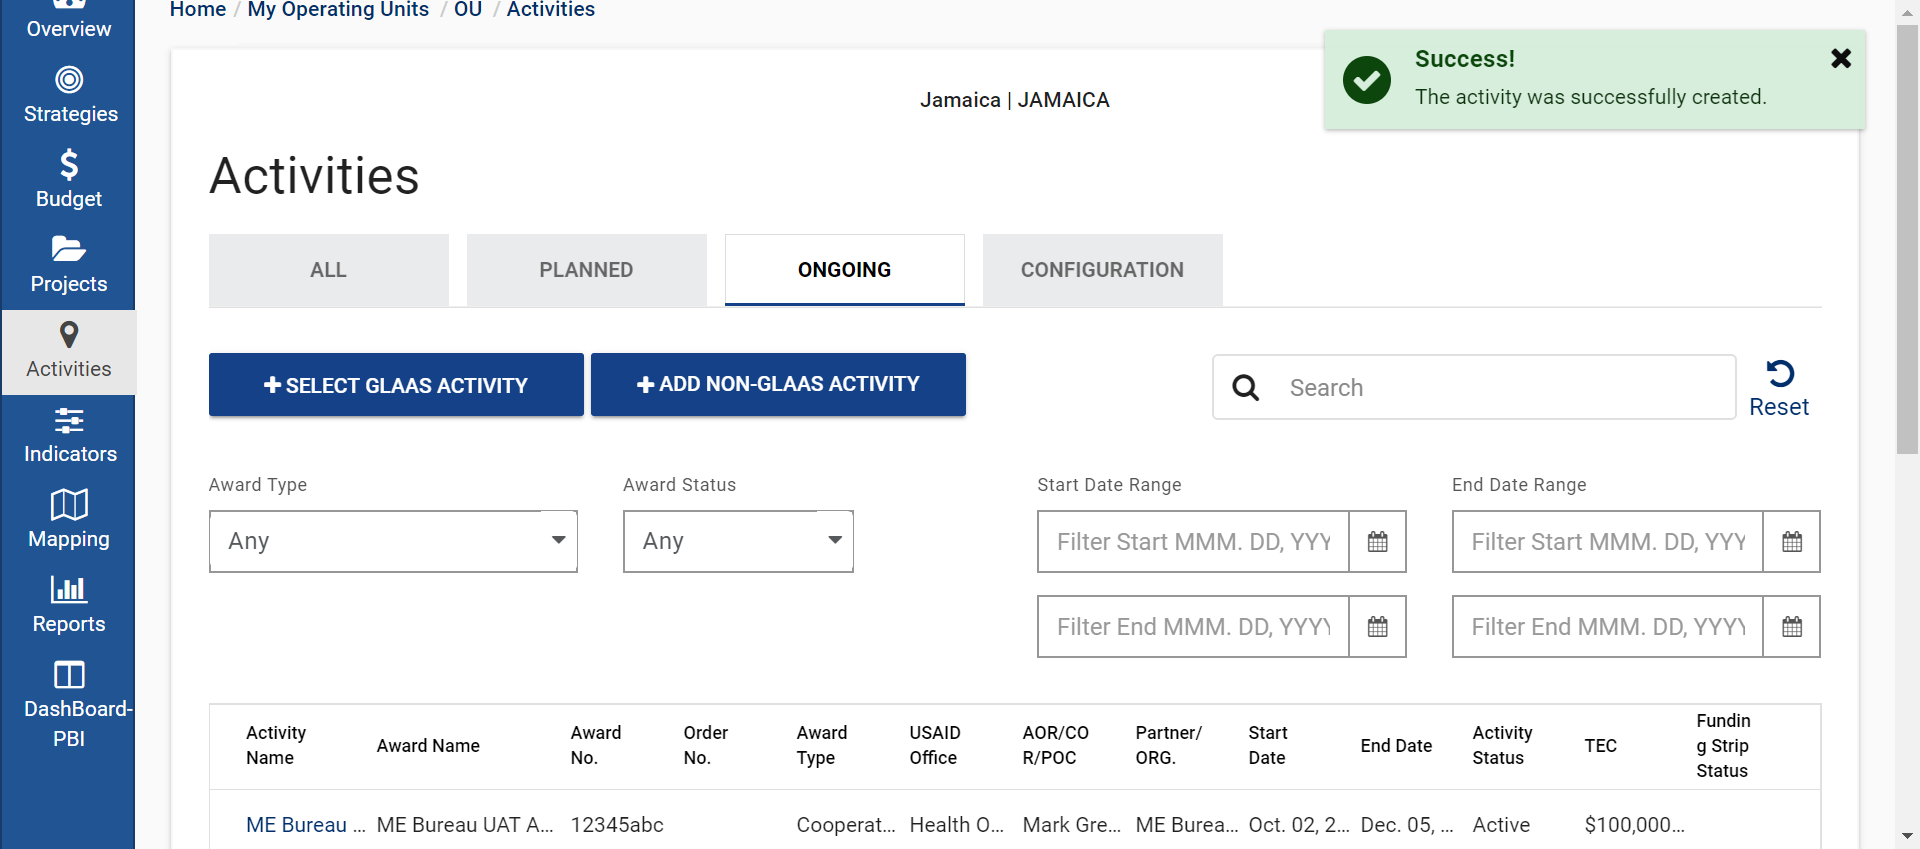 Home / My Operating Units / OU / Activities
Overview
Strategies
Budget
Projects
Activities
Indicators
Mapping
Reports
DashBoard-
PBI
Success!
The activity was successfully created.
Jamaica | JAMAICA
Activities
ALL
PLANNED
ONGOING
CONFIGURATION
SELECT GLAAS ACTIVITY
ADD NON-GLAAS ACTIVITY
Search
Reset
Award Type
Any
Award Status
Any
Start Date Range
Filter Start MMM. DD, YYY
Filter End MMM. DD, YYYY
End Date Range
Filter Start MMM. DD, YYY
Filter End MMM. DD, YYYY
Activity
Name
Award Name
Award
No.
Order
No.
Award
Type
USAID
Office
AOR/CO
R/POC
Partner/
ORG.
Start
Date
End Date
Activity
Status
TEC
Fundin
g Strip
Status
ME Bureau ... ME Bureau UAT A... 12345abc Cooperat... Health O... Mark Gre... ME Burea... Oct. 02, 2... Dec. 05, ... Active $100,000...